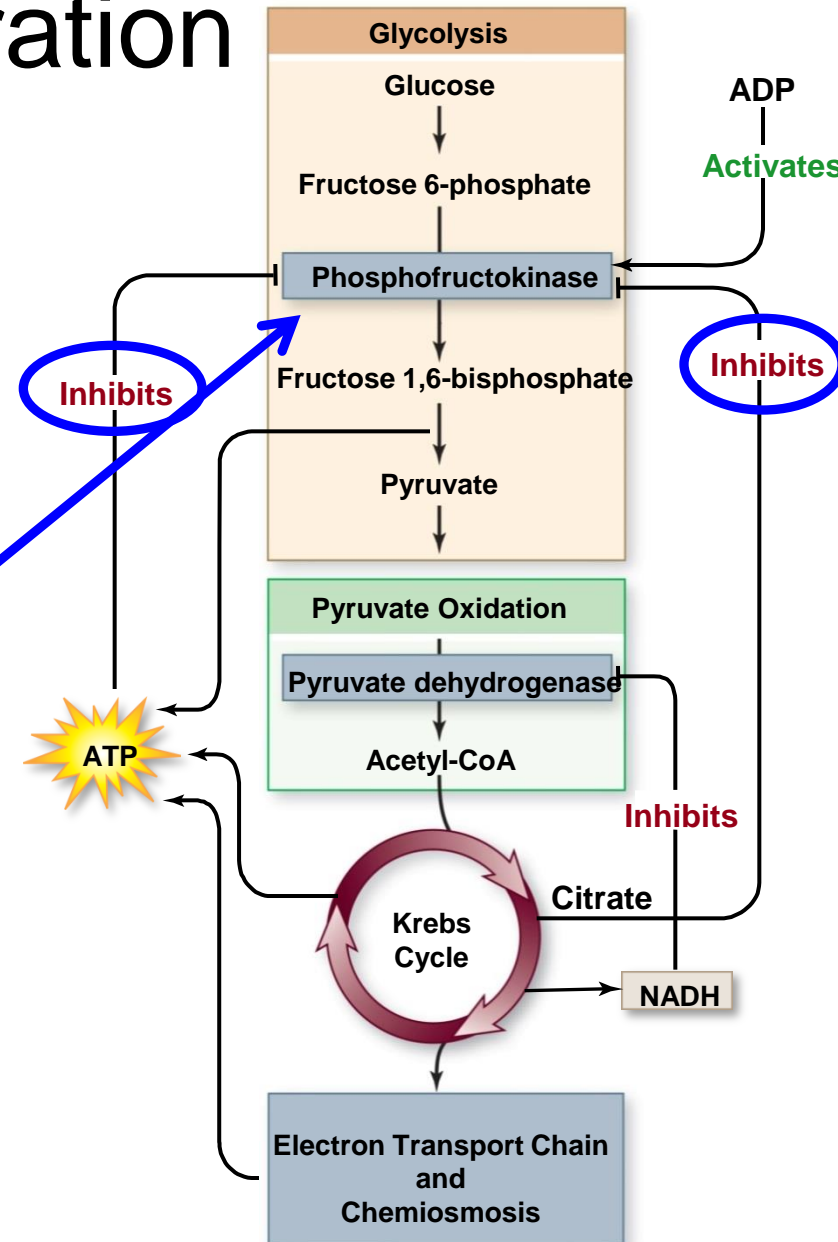 ration
Glycolysis
Glucose
ADP
Activates
Fructose 6-phosphate
Phosphofructokinase
Inhibits
Inhibits
Fructose 1,6-bisphosphate
Pyruvate
Pyruvate Oxidation
Pyruvate dehydrogenase
ATP
Acetyl-CoA
Inhibits
Citrate
Krebs
Cycle
NADH
Electron Transport Chain
and
Chemiosmosis